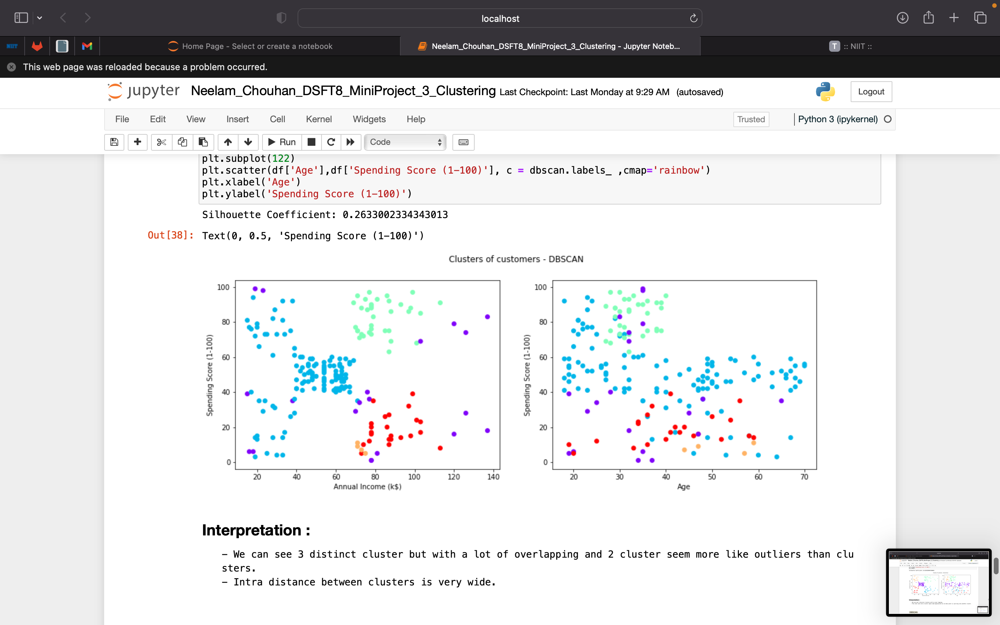 localhost
NIIT
Home Page - Select or create a notebook
Neelam_Chouhan_DSFT8_MiniProject_3_Clustering - Jupyter Noteb...
T :: NIIT ::
This web page was reloaded because a problem occurred.
jupyter Neelam_Chouhan_DSFT8_MiniProject_3_Clustering Last Checkpoint: Last Monday at 9:29 AM (autosaved)
Logout
File Edit View Insert Cell Kernel Widgets Help
Trusted
Python 3 (ipykernel)
Run
Code
plt.subplot(122)
plt.scatter(df['Age'],df['Spending Score (1-100)'], c = dbscan.labels_ ,cmap='rainbow')
plt.xlabel('Age')
plt.ylabel('Spending Score (1-100)')
Silhouette Coefficient: 0.2633002334343013
Out[38]: Text(0, 0.5, 'Spending Score (1-100)')
Clusters of customers - DBSCAN
100
80
60
40
20
0
Spending Score (1-100)
20 40 60 80 100 120 140
Annual Income (k$)
100
80
60
40
20
0
Spending Score (1-100)
20 30 40 50 60 70
Age
Interpretation :
- We can see 3 distinct cluster but with a lot of overlapping and 2 cluster seem more like outliers than clu
sters.
- Intra distance between clusters is very wide.
DBSCAN